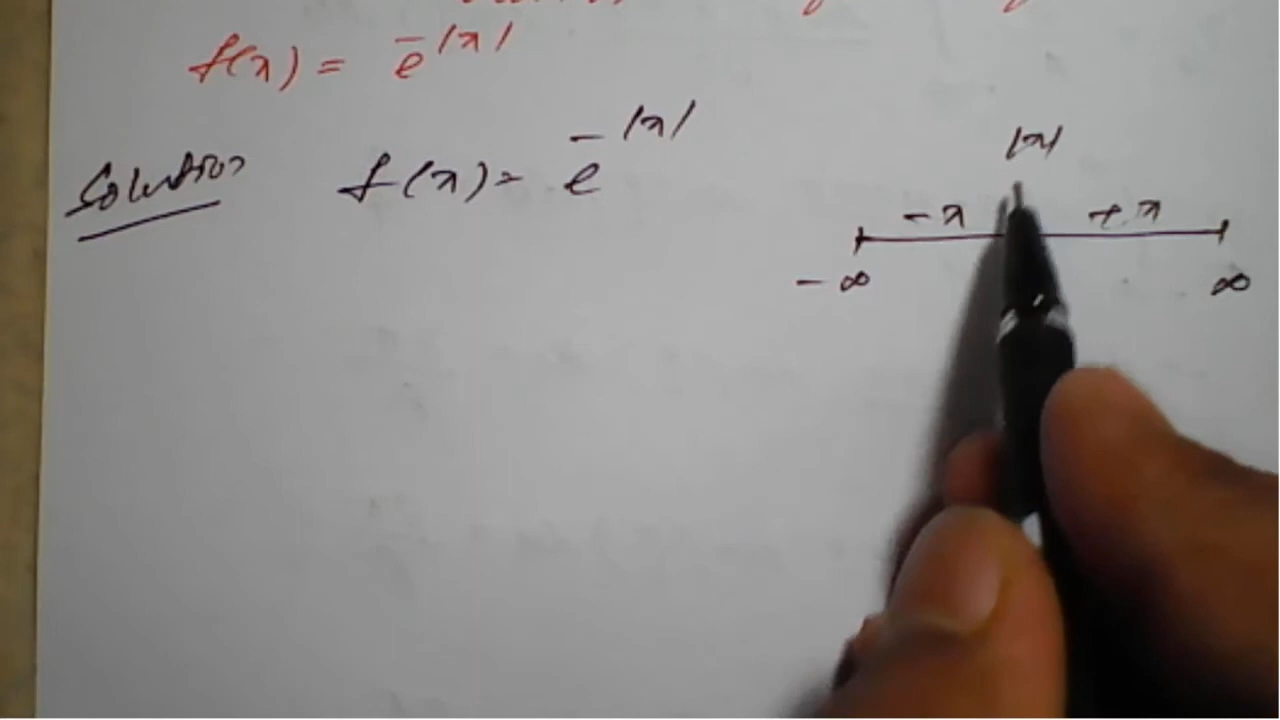 f(x) = e^-|x|
Solution f(x) = e^-|x|
|x|
-x +x
-∞ ∞